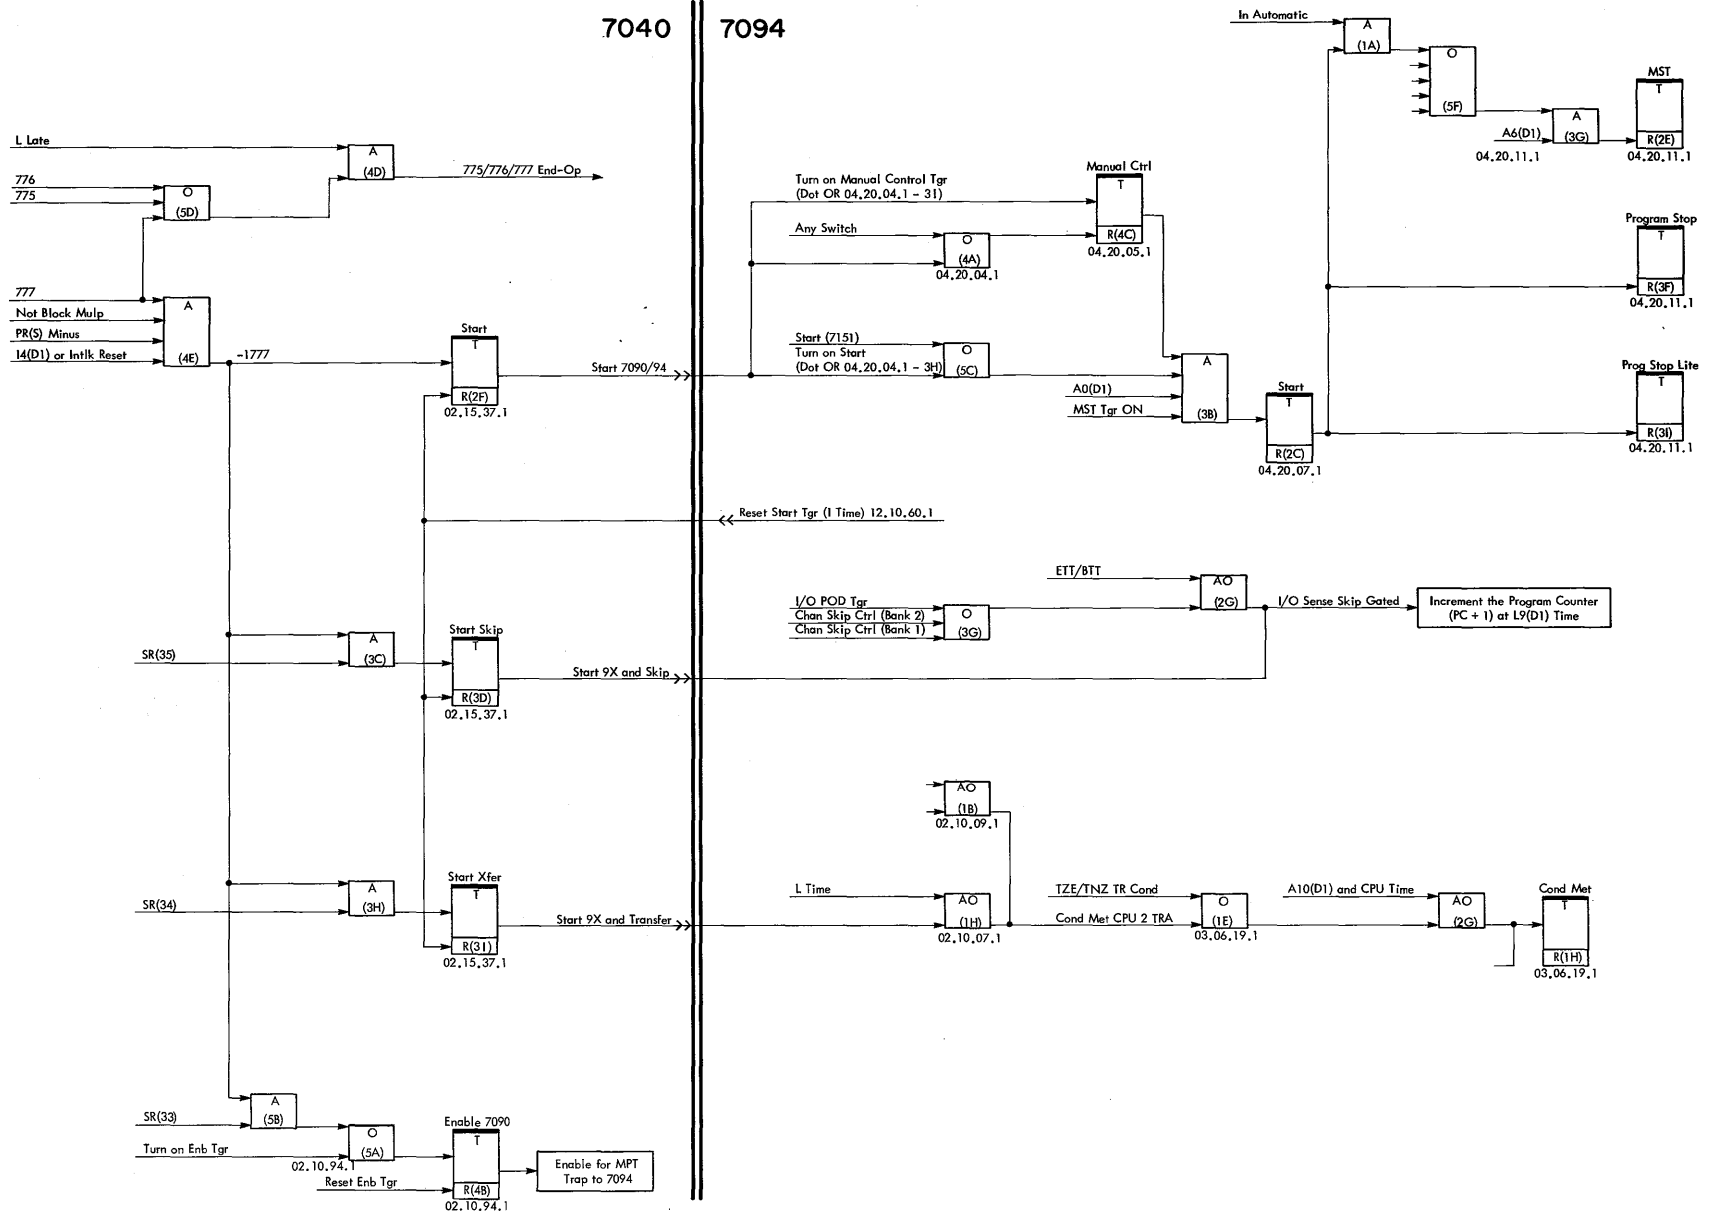 7040 7094
In Automatic
A
(1A)
O
(5F)
MST
T
A
(3G)
A6(D1)
R(2E)
04.20.11.1
04.20.11.1
L Late
A
(4D)
775/776/777 End-Op
776
775
O
(5D)
Manual Ctrl
T
Turn on Manual Control Tgr
(Dot OR 04.20.04.1 - 3I)
Any Switch
O
(4A)
04.20.04.1
R(4C)
04.20.05.1
Program Stop
T
R(3F)
04.20.11.1
777
Not Block Mulp
PR(S) Minus
I4(D1) or Intlk Reset
A
(4E)
-1777
Start
T
R(2F)
02.15.37.1
Start 7090/94
Start (7151)
Turn on Start
(Dot OR 04.20.04.1 - 3H)
O
(5C)
A0(D1)
MST Tgr ON
A
(3B)
Start
T
R(2C)
04.20.07.1
Prog Stop Lite
T
R(3I)
04.20.11.1
Reset Start Tgr (I Time) 12.10.60.1
ETT/BTT
AO
(2G)
I/O POD Tgr
Chan Skip Ctrl (Bank 2)
Chan Skip Ctrl (Bank 1)
O
(3G)
I/O Sense Skip Gated
Increment the Program Counter
(PC + 1) at L9(D1) Time
SR(35)
A
(3C)
Start Skip
T
R(3D)
02.15.37.1
Start 9X and Skip
AO
(1B)
02.10.09.1
SR(34)
A
(3H)
Start Xfer
T
R(3I)
02.15.37.1
Start 9X and Transfer
L Time
AO
(1H)
02.10.07.1
TZE/TNZ TR Cond
Cond Met CPU 2 TRA
O
(1E)
03.06.19.1
A10(D1) and CPU Time
AO
(2G)
Cond Met
T
R(1H)
03.06.19.1
SR(33)
A
(5B)
Turn on Enb Tgr
O
(5A)
02.10.94.1
Reset Enb Tgr
Enable 7090
T
R(4B)
02.10.94.1
Enable for MPT
Trap to 7094